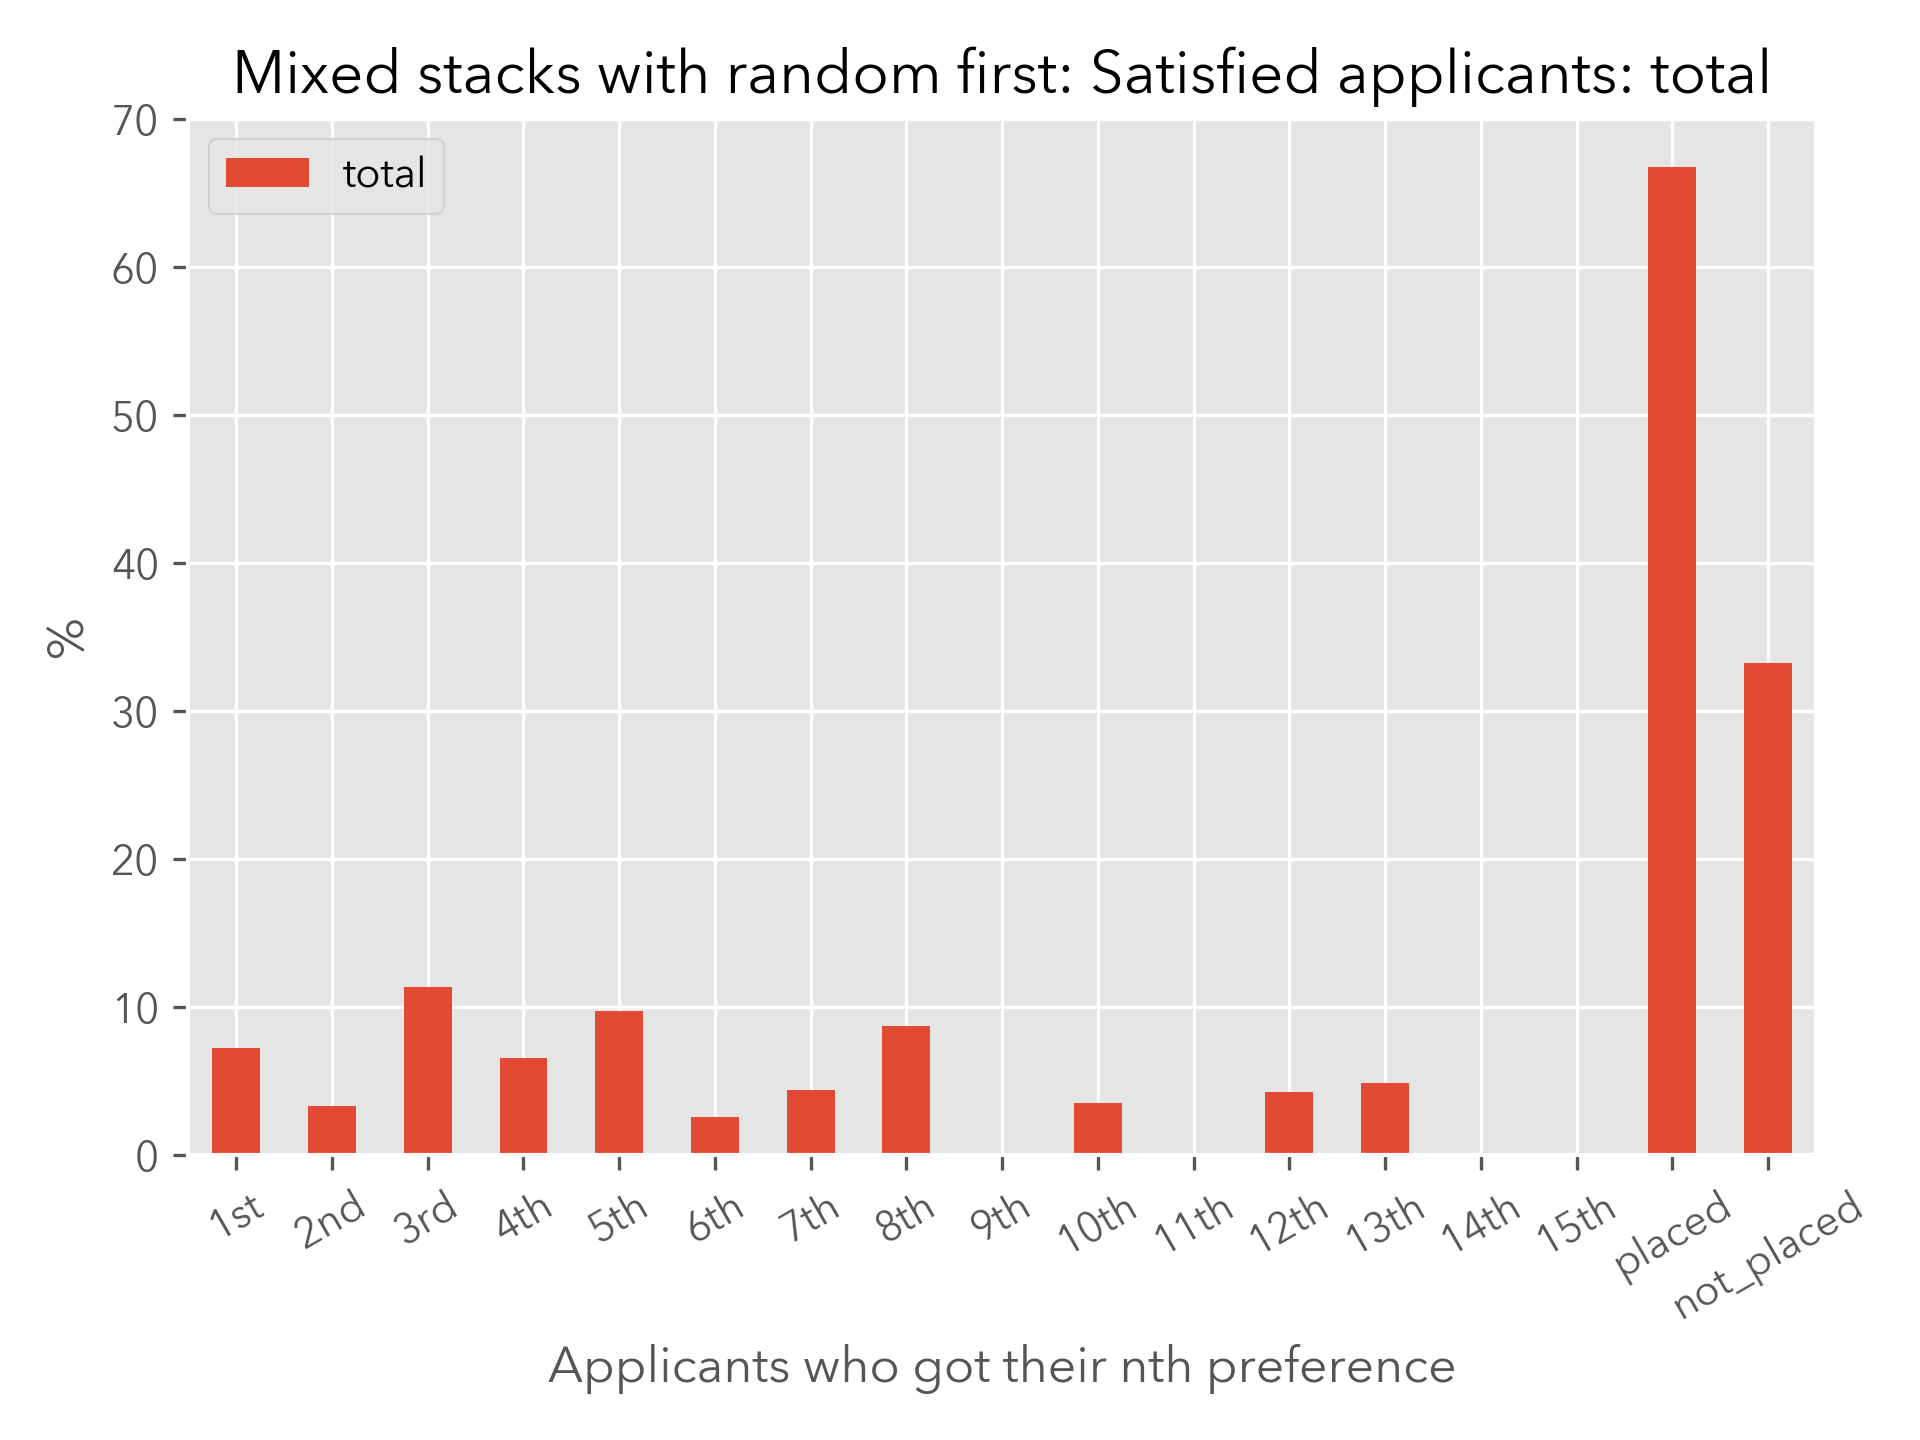 Mixed stacks with random first: Satisfied applicants: total
total
70
60
50
40
30
20
10
0
%
1st
2nd
3rd
4th
5th
6th
7th
8th
9th
10th
11th
12th
13th
14th
15th
placed
not_placed
Applicants who got their nth preference